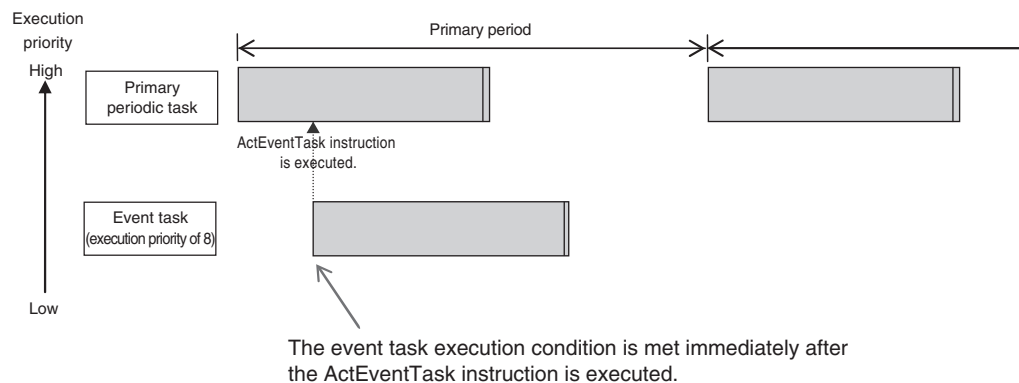 Execution
priority
High
Primary period
Primary
periodic task
ActEventTask instruction
is executed.
Event task
(execution priority of 8)
Low
The event task execution condition is met immediately after
the ActEventTask instruction is executed.